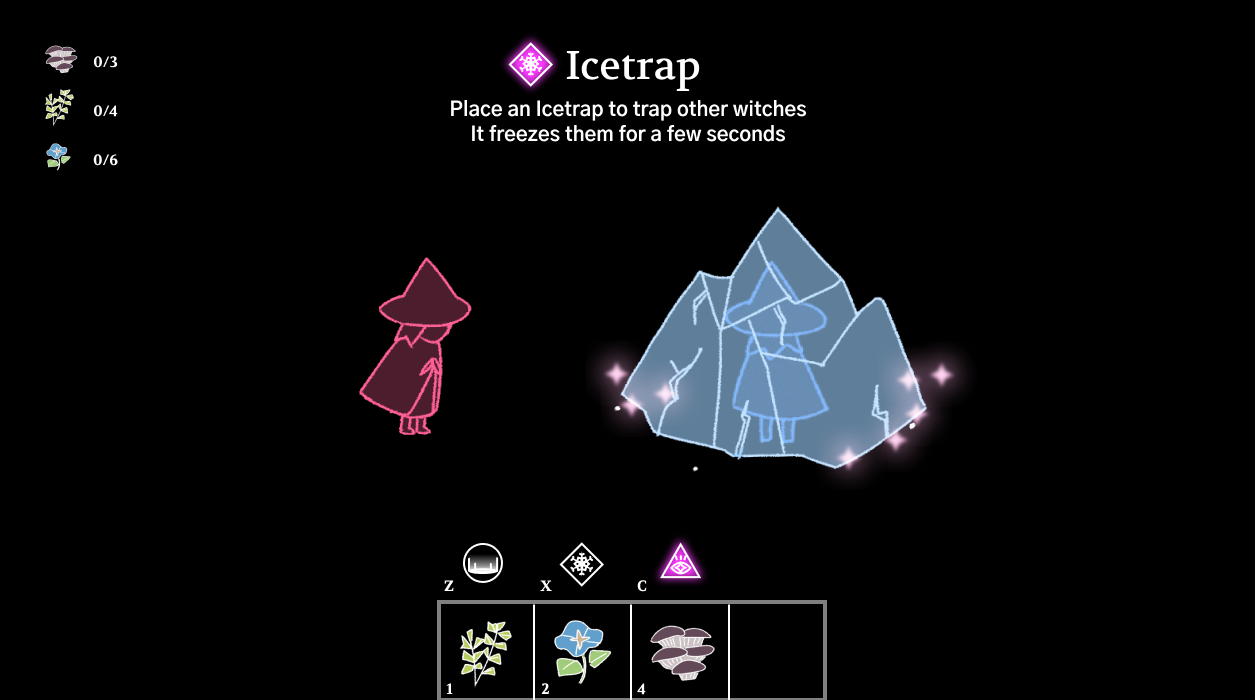 0/3
0/4
0/6
Icetrap
Place an Icetrap to trap other witches
It freezes them for a few seconds
Z X C
1 2 4